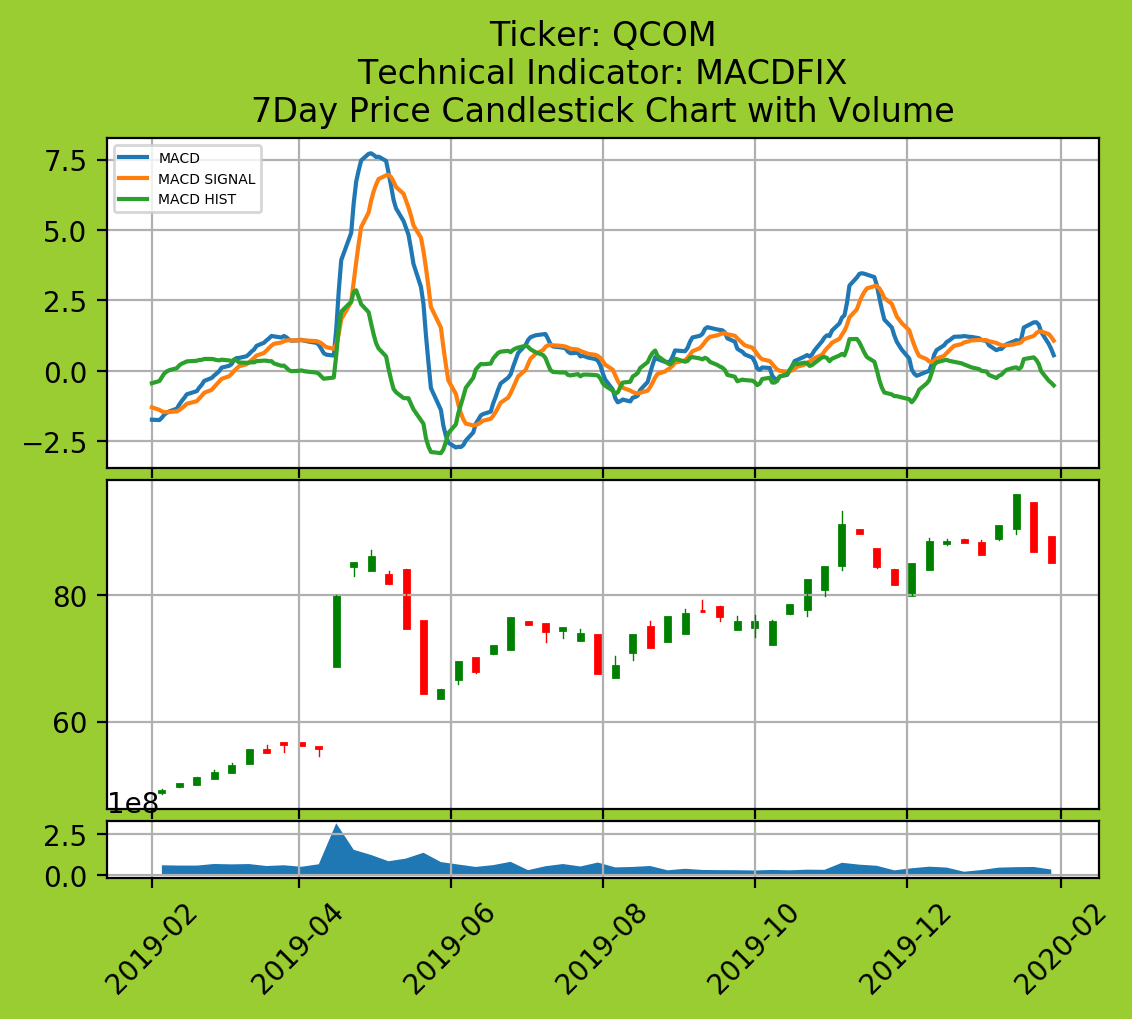 Ticker: QCOM
Technical Indicator: MACDFIX
7Day Price Candlestick Chart with Volume
MACD
MACD SIGNAL
MACD HIST
7.5
5.0
2.5
0.0
−2.5
80
60
1e8
2.5
0.0
2019-02
2019-04
2019-06
2019-08
2019-10
2019-12
2020-02